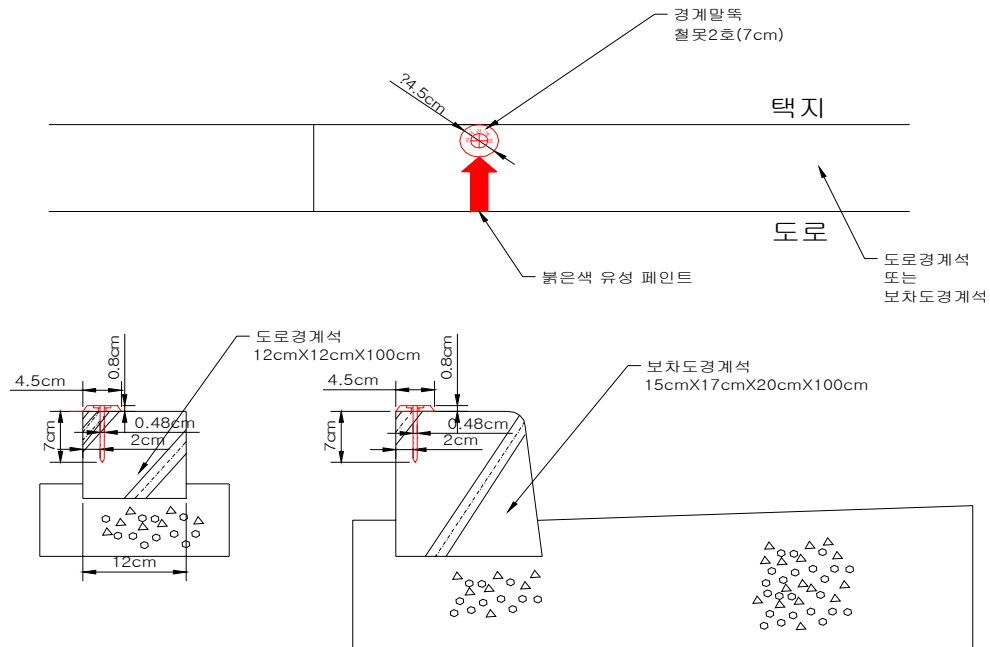 경계말뚝
철못2호(7cm)
?4.5cm
택지
도로
도로경계석
또는
보차도경계석
붉은색 유성 페인트
도로경계석
12cmX12cmX100cm
0.8cm
4.5cm
0.48cm
2cm
7cm
12cm
보차도경계석
15cmX17cmX20cmX100cm
0.8cm
4.5cm
0.48cm
2cm
7cm